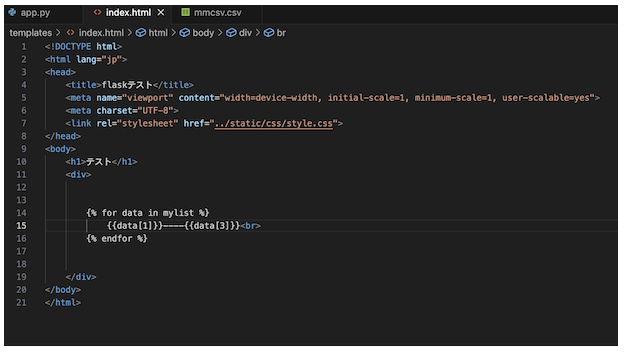 app.py index.html mmcsv.csv
templates > index.html > html > body > div > br
1 <!DOCTYPE html>
2 <html lang="jp">
3 <head>
4 <title>flaskテスト</title>
5 <meta name="viewport" content="width=device-width, initial-scale=1, minimum-scale=1, user-scalable=yes">
6 <meta charset="UTF-8">
7 <link rel="stylesheet" href="../static/css/style.css">
8 </head>
9 <body>
10 <h1>テスト</h1>
11 <div>
12
13
14 {% for data in mylist %}
15 {{data[1]}}----{{data[3]}}<br>
16 {% endfor %}
17
18
19 </div>
20 </body>
21 </html>